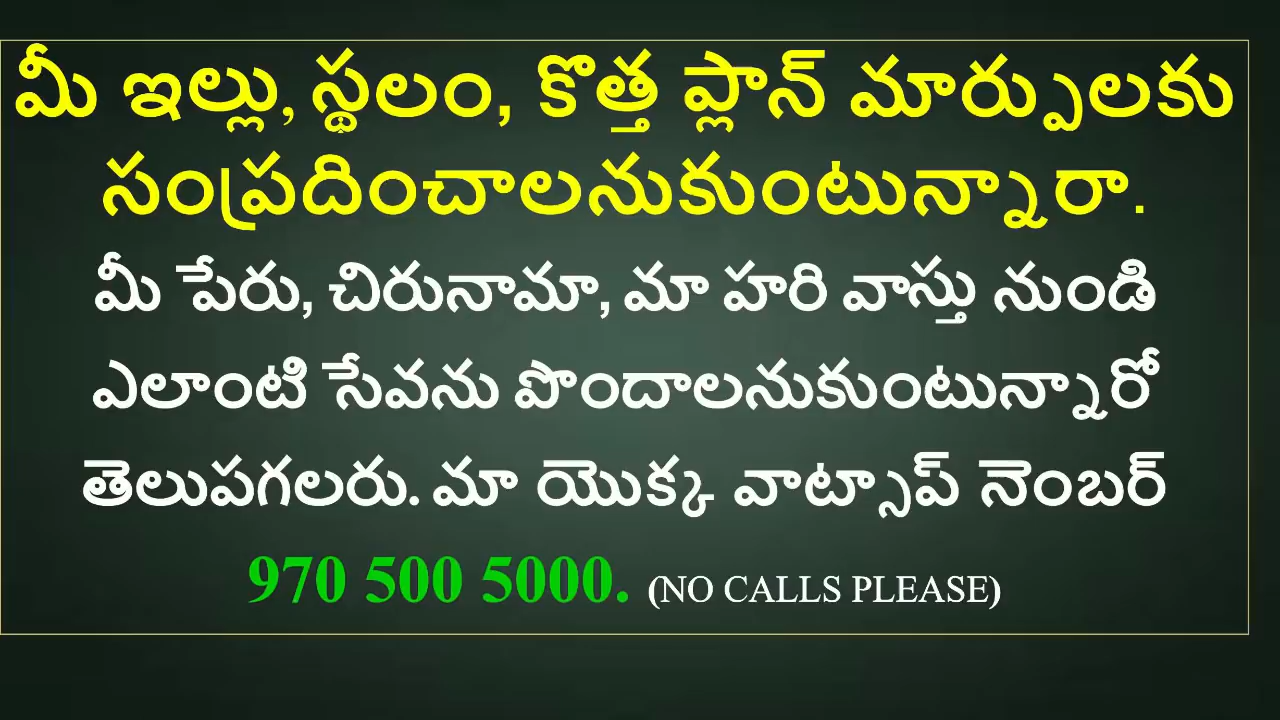 మీ ఇల్లు, స్థలం, కొత్త ప్లాన్ మార్పులకు
సంప్రదించాలనుకుంటున్నారా.
మీ పేరు, చిరునామా, మా హరి వాస్తు నుండి
ఎలాంటి సేవను పొందాలనుకుంటున్నారో
తెలుపగలరు. మా యొక్క వాట్సాప్ నెంబర్
970 500 5000. (NO CALLS PLEASE)